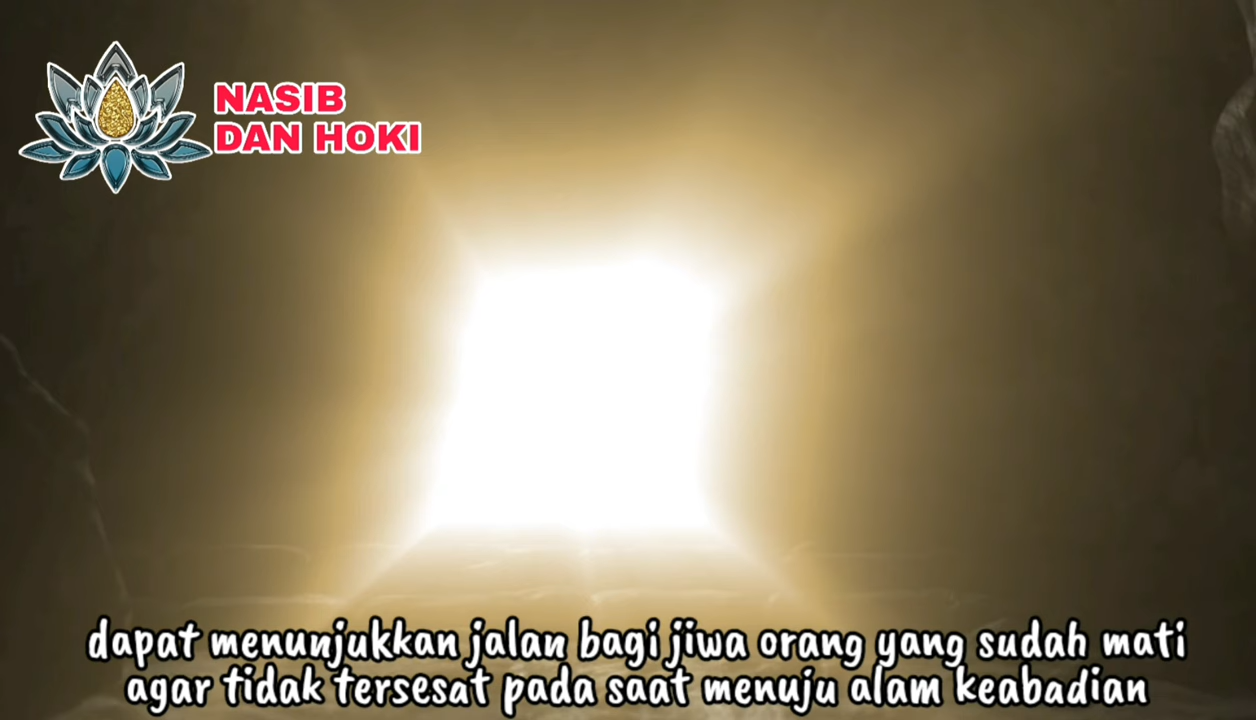 NASIB
DAN HOKI
dapat menunjukkan jalan bagi jiwa orang yang sudah mati
agar tidak tersesat pada saat menuju alam keabadian